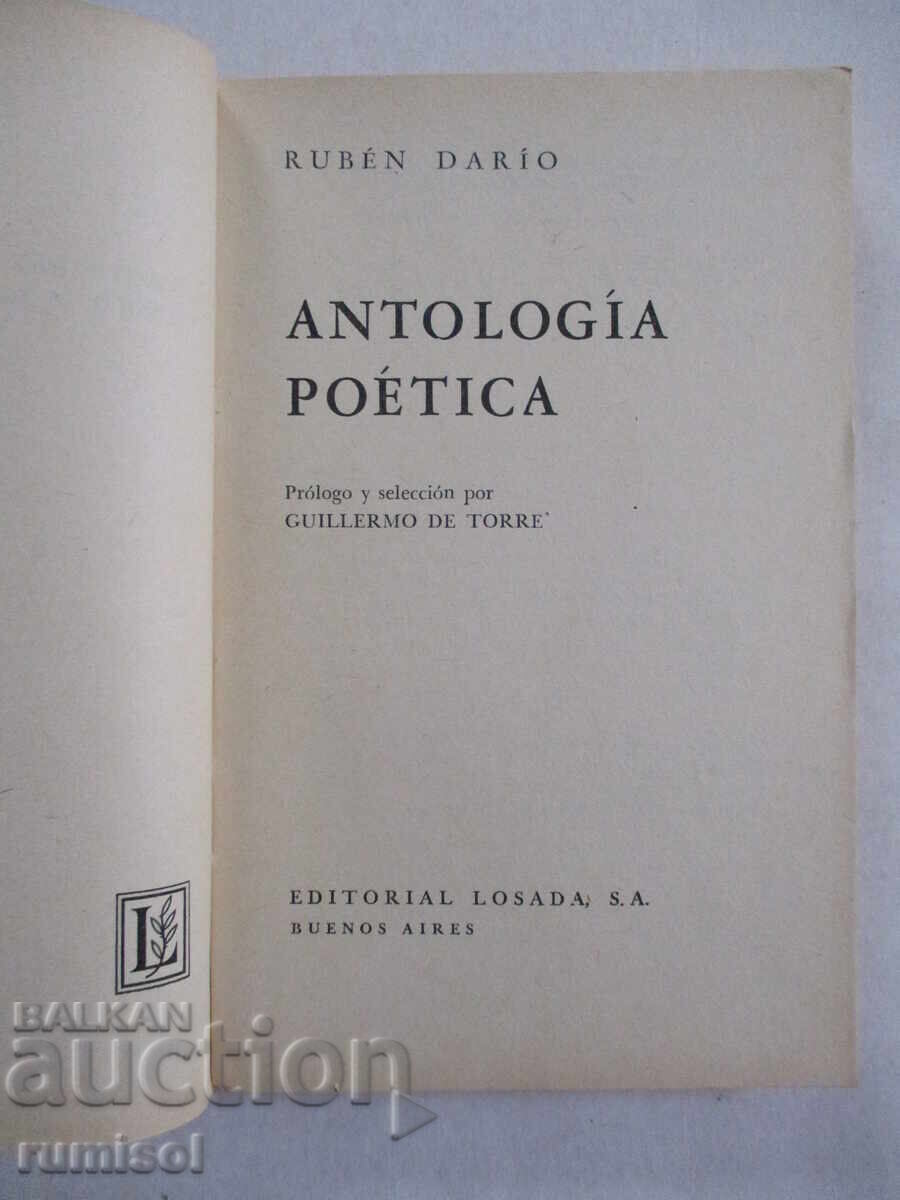 RUBÉN DARÍO
ANTOLOGÍA
POÉTICA
Prólogo y selección por
GUILLERMO DE TORRE
EDITORIAL LOSADA, S.A.
BUENOS AIRES
L
BALKAN
auction
rumisol